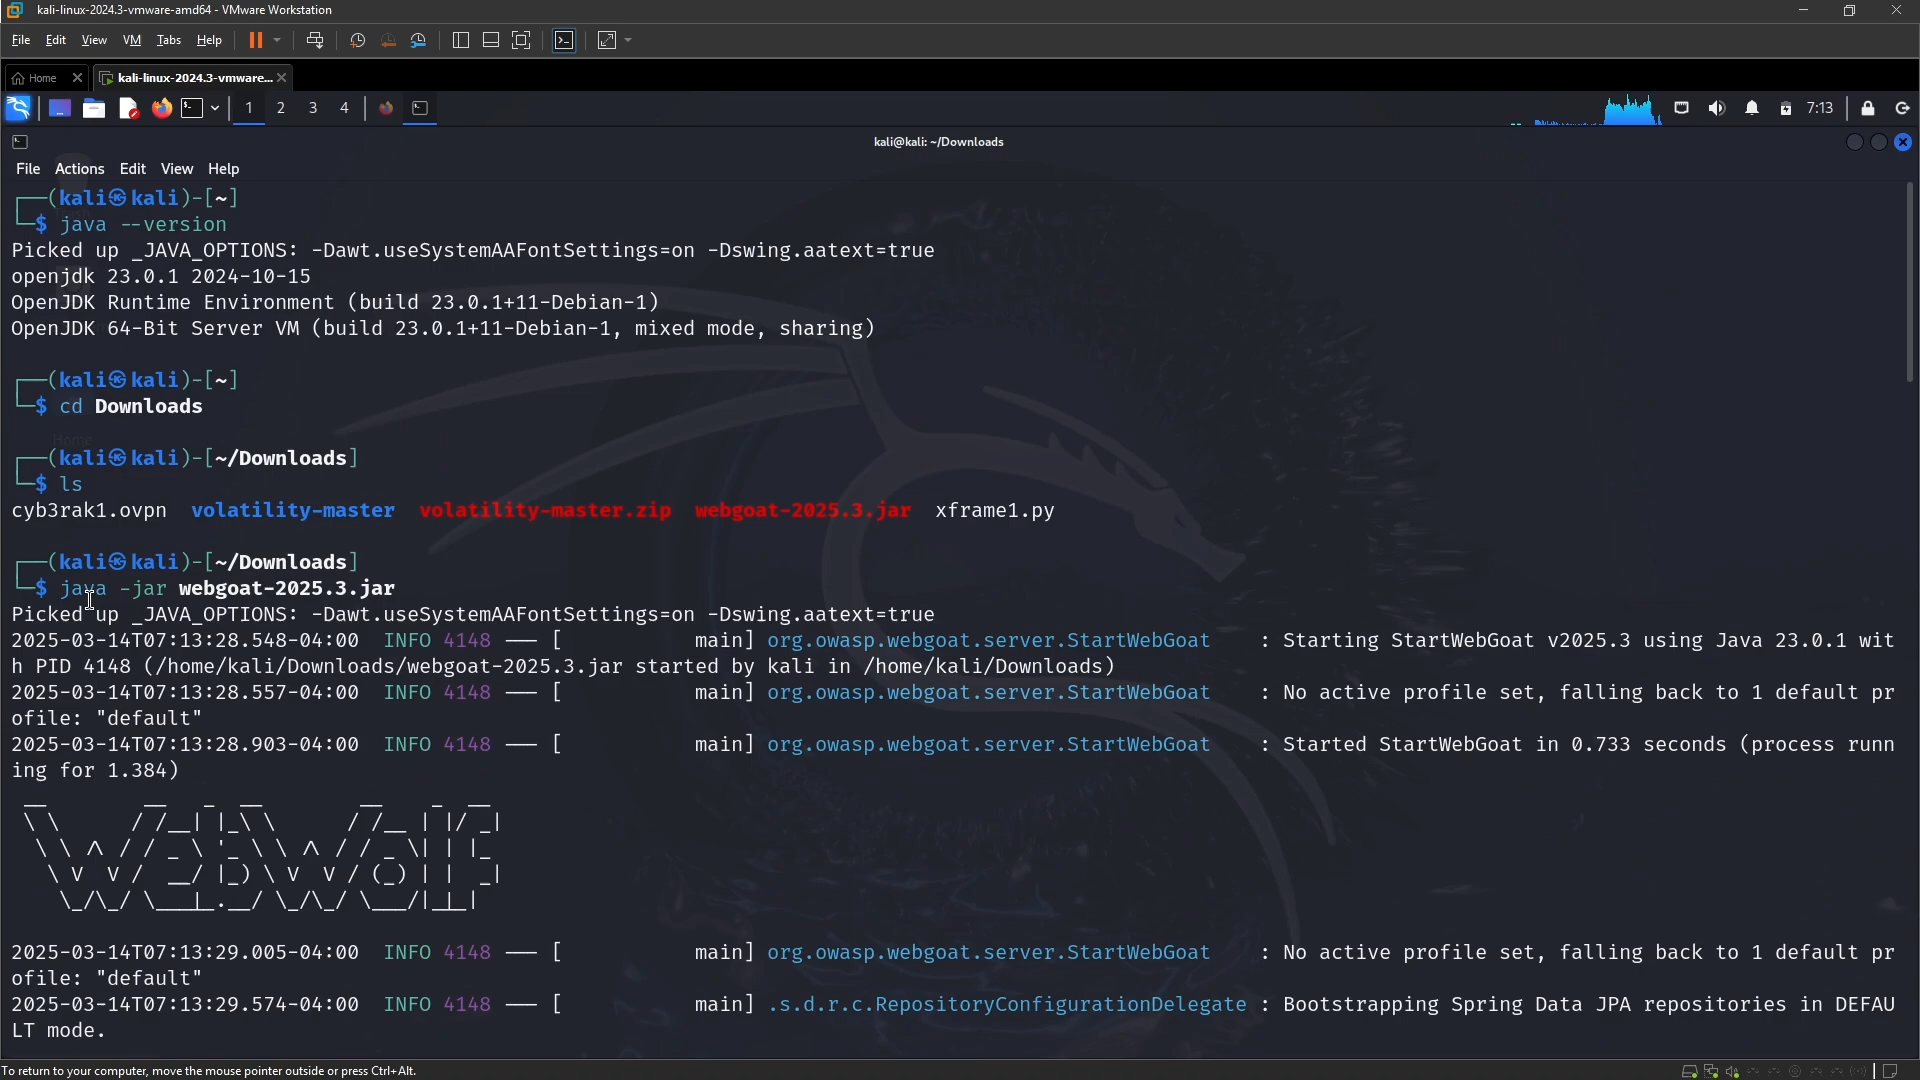 kali-linux-2024.3-vmware-amd64 - VMware Workstation
File Edit View VM Tabs Help
Home kali-linux-2024.3-vmware...
1 2 3 4 7:13
kali@kali: ~/Downloads
File Actions Edit View Help
┌──(kali㉿kali)-[~]
└─$ java --version
Picked up _JAVA_OPTIONS: -Dawt.useSystemAAFontSettings=on -Dswing.aatext=true
openjdk 23.0.1 2024-10-15
OpenJDK Runtime Environment (build 23.0.1+11-Debian-1)
OpenJDK 64-Bit Server VM (build 23.0.1+11-Debian-1, mixed mode, sharing)
┌──(kali㉿kali)-[~]
└─$ cd Downloads
Home
┌──(kali㉿kali)-[~/Downloads]
└─$ ls
cyb3rak1.ovpn volatility-master volatility-master.zip webgoat-2025.3.jar xframe1.py
┌──(kali㉿kali)-[~/Downloads]
└─$ java -jar webgoat-2025.3.jar
Picked up _JAVA_OPTIONS: -Dawt.useSystemAAFontSettings=on -Dswing.aatext=true
2025-03-14T07:13:28.548-04:00 INFO 4148 --- [ main] org.owasp.webgoat.server.StartWebGoat : Starting StartWebGoat v2025.3 using Java 23.0.1 wit
h PID 4148 (/home/kali/Downloads/webgoat-2025.3.jar started by kali in /home/kali/Downloads)
2025-03-14T07:13:28.557-04:00 INFO 4148 --- [ main] org.owasp.webgoat.server.StartWebGoat : No active profile set, falling back to 1 default pr
ofile: "default"
2025-03-14T07:13:28.903-04:00 INFO 4148 --- [ main] org.owasp.webgoat.server.StartWebGoat : Started StartWebGoat in 0.733 seconds (process runn
ing for 1.384)
WebWolf
2025-03-14T07:13:29.005-04:00 INFO 4148 --- [ main] org.owasp.webgoat.server.StartWebGoat : No active profile set, falling back to 1 default pr
ofile: "default"
2025-03-14T07:13:29.574-04:00 INFO 4148 --- [ main] .s.d.r.c.RepositoryConfigurationDelegate : Bootstrapping Spring Data JPA repositories in DEFAU
LT mode.
To return to your computer, move the mouse pointer outside or press Ctrl+Alt.